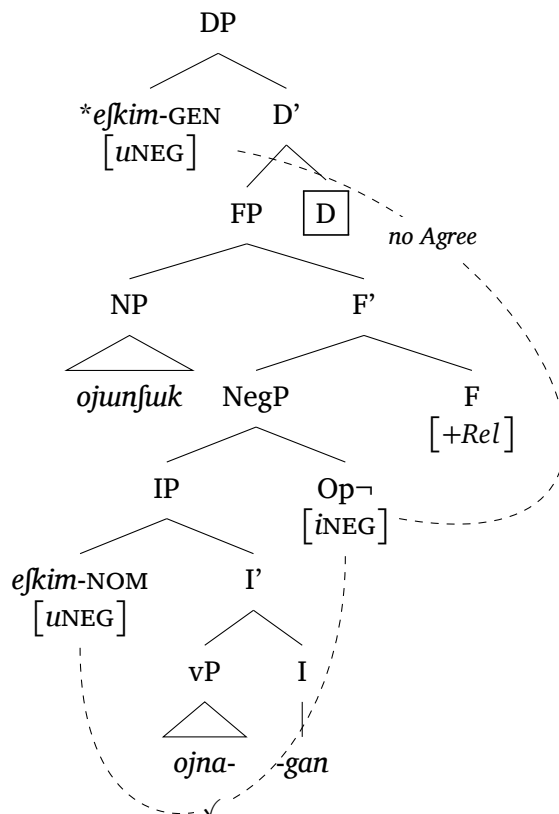 DP
*eʃkim-GEN D’
[uNEG]
FP D
no Agree
NP F’
ojɯnʃɯk NegP F
[+Rel]
IP Op¬
[iNEG]
eʃkim-NOM I’
[uNEG]
vP I
ojna- -gan
✓